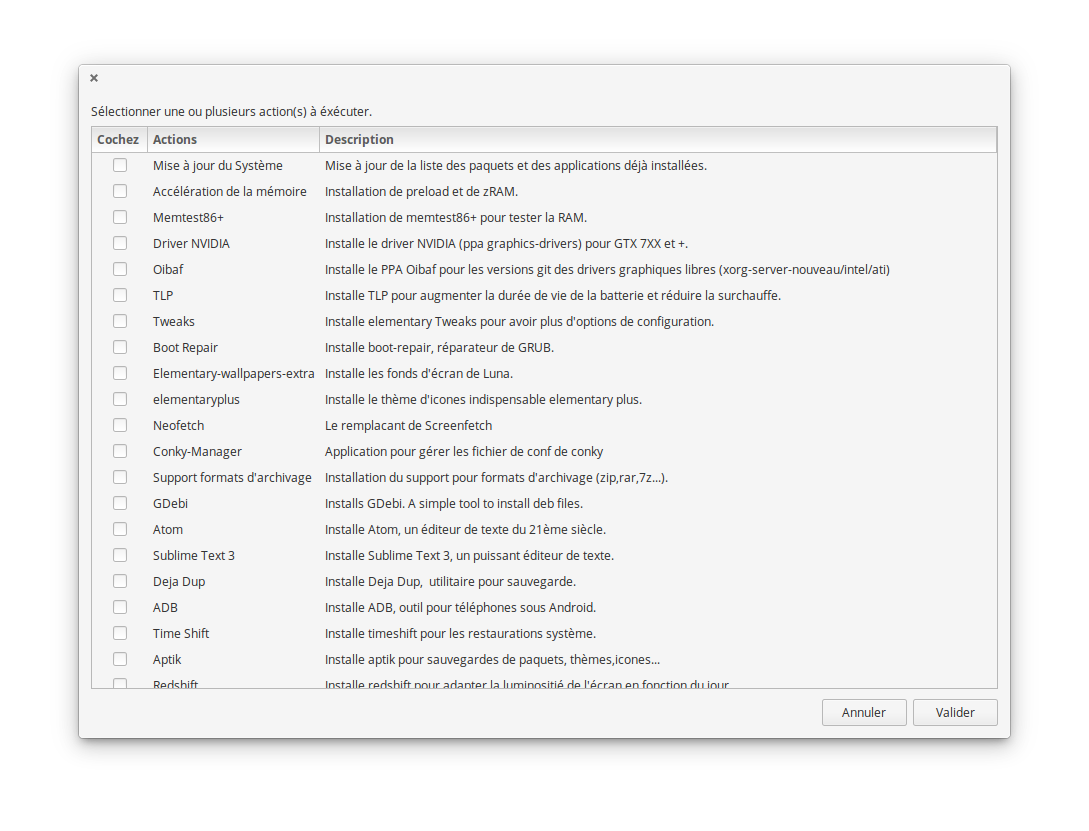 Sélectionner une ou plusieurs action(s) à éxécuter.
Cochez Actions Description
Mise à jour du Système Mise à jour de la liste des paquets et des applications déjà installées.
Accélération de la mémoire Installation de preload et de zRAM.
Memtest86+ Installation de memtest86+ pour tester la RAM.
Driver NVIDIA Installe le driver NVIDIA (ppa graphics-drivers) pour GTX 7XX et +.
Oibaf Installe le PPA Oibaf pour les versions git des drivers graphiques libres (xorg-server-nouveau/intel/ati)
TLP Installe TLP pour augmenter la durée de vie de la batterie et réduire la surchauffe.
Tweaks Installe elementary Tweaks pour avoir plus d'options de configuration.
Boot Repair Installe boot-repair, réparateur de GRUB.
Elementary-wallpapers-extra Installe les fonds d'écran de Luna.
elementaryplus Installe le thème d'icones indispensable elementary plus.
Neofetch Le remplacant de Screenfetch
Conky-Manager Application pour gérer les fichier de conf de conky
Support formats d'archivage Installation du support pour formats d'archivage (zip,rar,7z...).
GDebi Installs GDebi. A simple tool to install deb files.
Atom Installe Atom, un éditeur de texte du 21ème siècle.
Sublime Text 3 Installe Sublime Text 3, un puissant éditeur de texte.
Deja Dup Installe Deja Dup, utilitaire pour sauvegarde.
ADB Installe ADB, outil pour téléphones sous Android.
Time Shift Installe timeshift pour les restaurations système.
Aptik Installe aptik pour sauvegardes de paquets, thèmes,icones...
Redshift Installe redshift pour adapter la luminositié de l'écran en fonction du jour
Annuler Valider